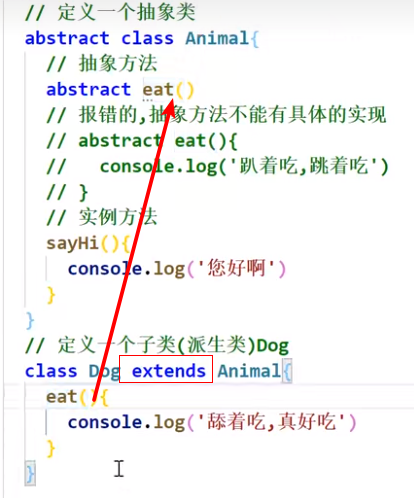 // 定义一个抽象类
abstract class Animal{
// 抽象方法
abstract eat()
// 报错的,抽象方法不能有具体的实现
// abstract eat(){
//   console.log('趴着吃,跳着吃')
// }
// 实例方法
sayHi(){
console.log('您好啊')
}
}
// 定义一个子类(派生类)Dog
class Dog extends Animal{
eat(){
console.log('舔着吃,真好吃')
}
}